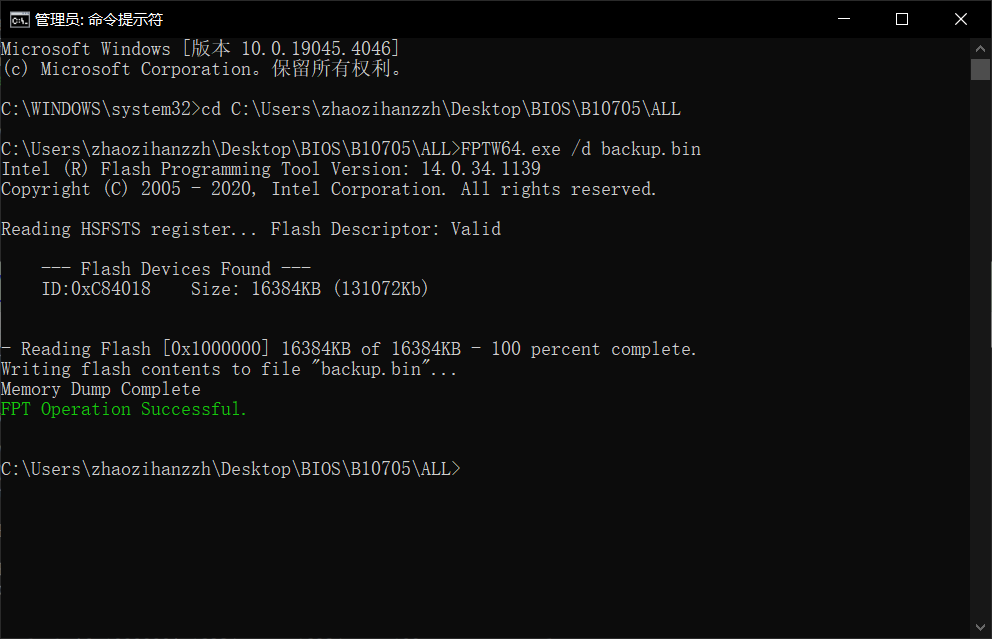 管理员: 命令提示符
Microsoft Windows [版本 10.0.19045.4046]
(c) Microsoft Corporation。保留所有权利。
C:\WINDOWS\system32>cd C:\Users\zhaozihanzzh\Desktop\BIOS\B10705\ALL
C:\Users\zhaozihanzzh\Desktop\BIOS\B10705\ALL>FPTW64.exe /d backup.bin
Intel (R) Flash Programming Tool Version: 14.0.34.1139
Copyright (C) 2005 - 2020, Intel Corporation. All rights reserved.
Reading HSFSTS register... Flash Descriptor: Valid
--- Flash Devices Found ---
ID:0xC84018    Size: 16384KB (131072Kb)
- Reading Flash [0x1000000] 16384KB of 16384KB - 100 percent complete.
Writing flash contents to file "backup.bin"...
Memory Dump Complete
FPT Operation Successful.
C:\Users\zhaozihanzzh\Desktop\BIOS\B10705\ALL>